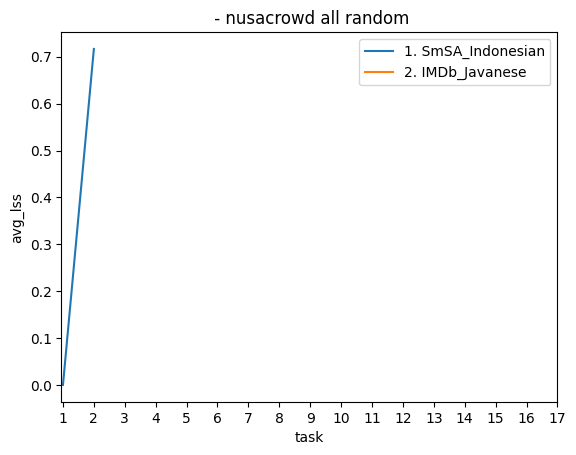 - nusacrowd all random
1. SmSA_Indonesian
2. IMDb_Javanese
avg_lss
0.7
0.6
0.5
0.4
0.3
0.2
0.1
0.0
1 2 3 4 5 6 7 8 9 10 11 12 13 14 15 16 17
task